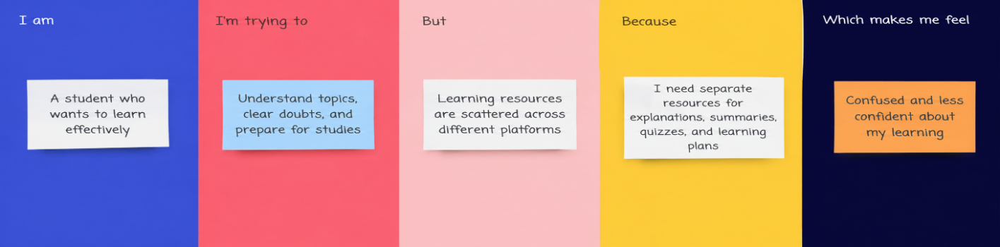 I am
A student who
wants to learn
effectively
I'm trying to
Understand topics,
clear doubts, and
prepare for studies
But
Learning resources
are scattered across
different platforms
Because
I need separate
resources for
explanations, summaries,
quizzes, and learning
plans
Which makes me feel
Confused and less
confident about
my learning